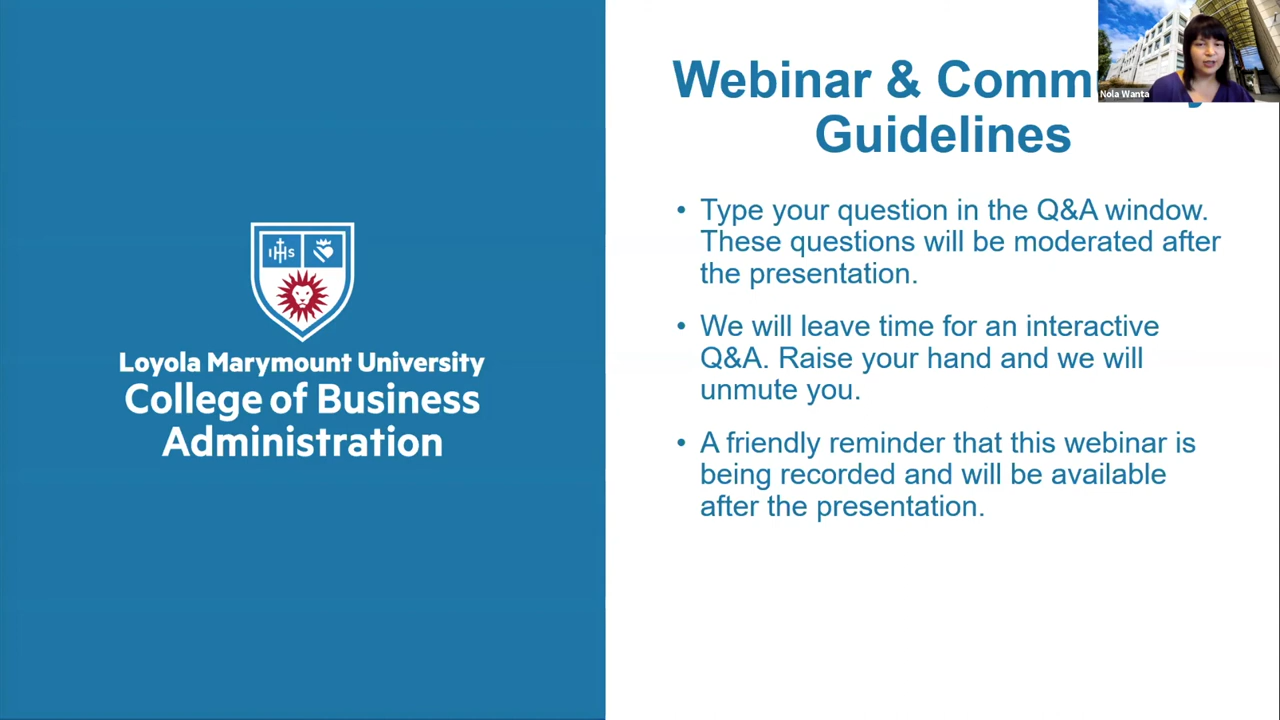 Webinar & Comm
Guidelines
Nola Wanta
• Type your question in the Q&A window.
These questions will be moderated after
the presentation.
• We will leave time for an interactive
Q&A. Raise your hand and we will
unmute you.
• A friendly reminder that this webinar is
being recorded and will be available
after the presentation.
IHS
Loyola Marymount University
College of Business
Administration